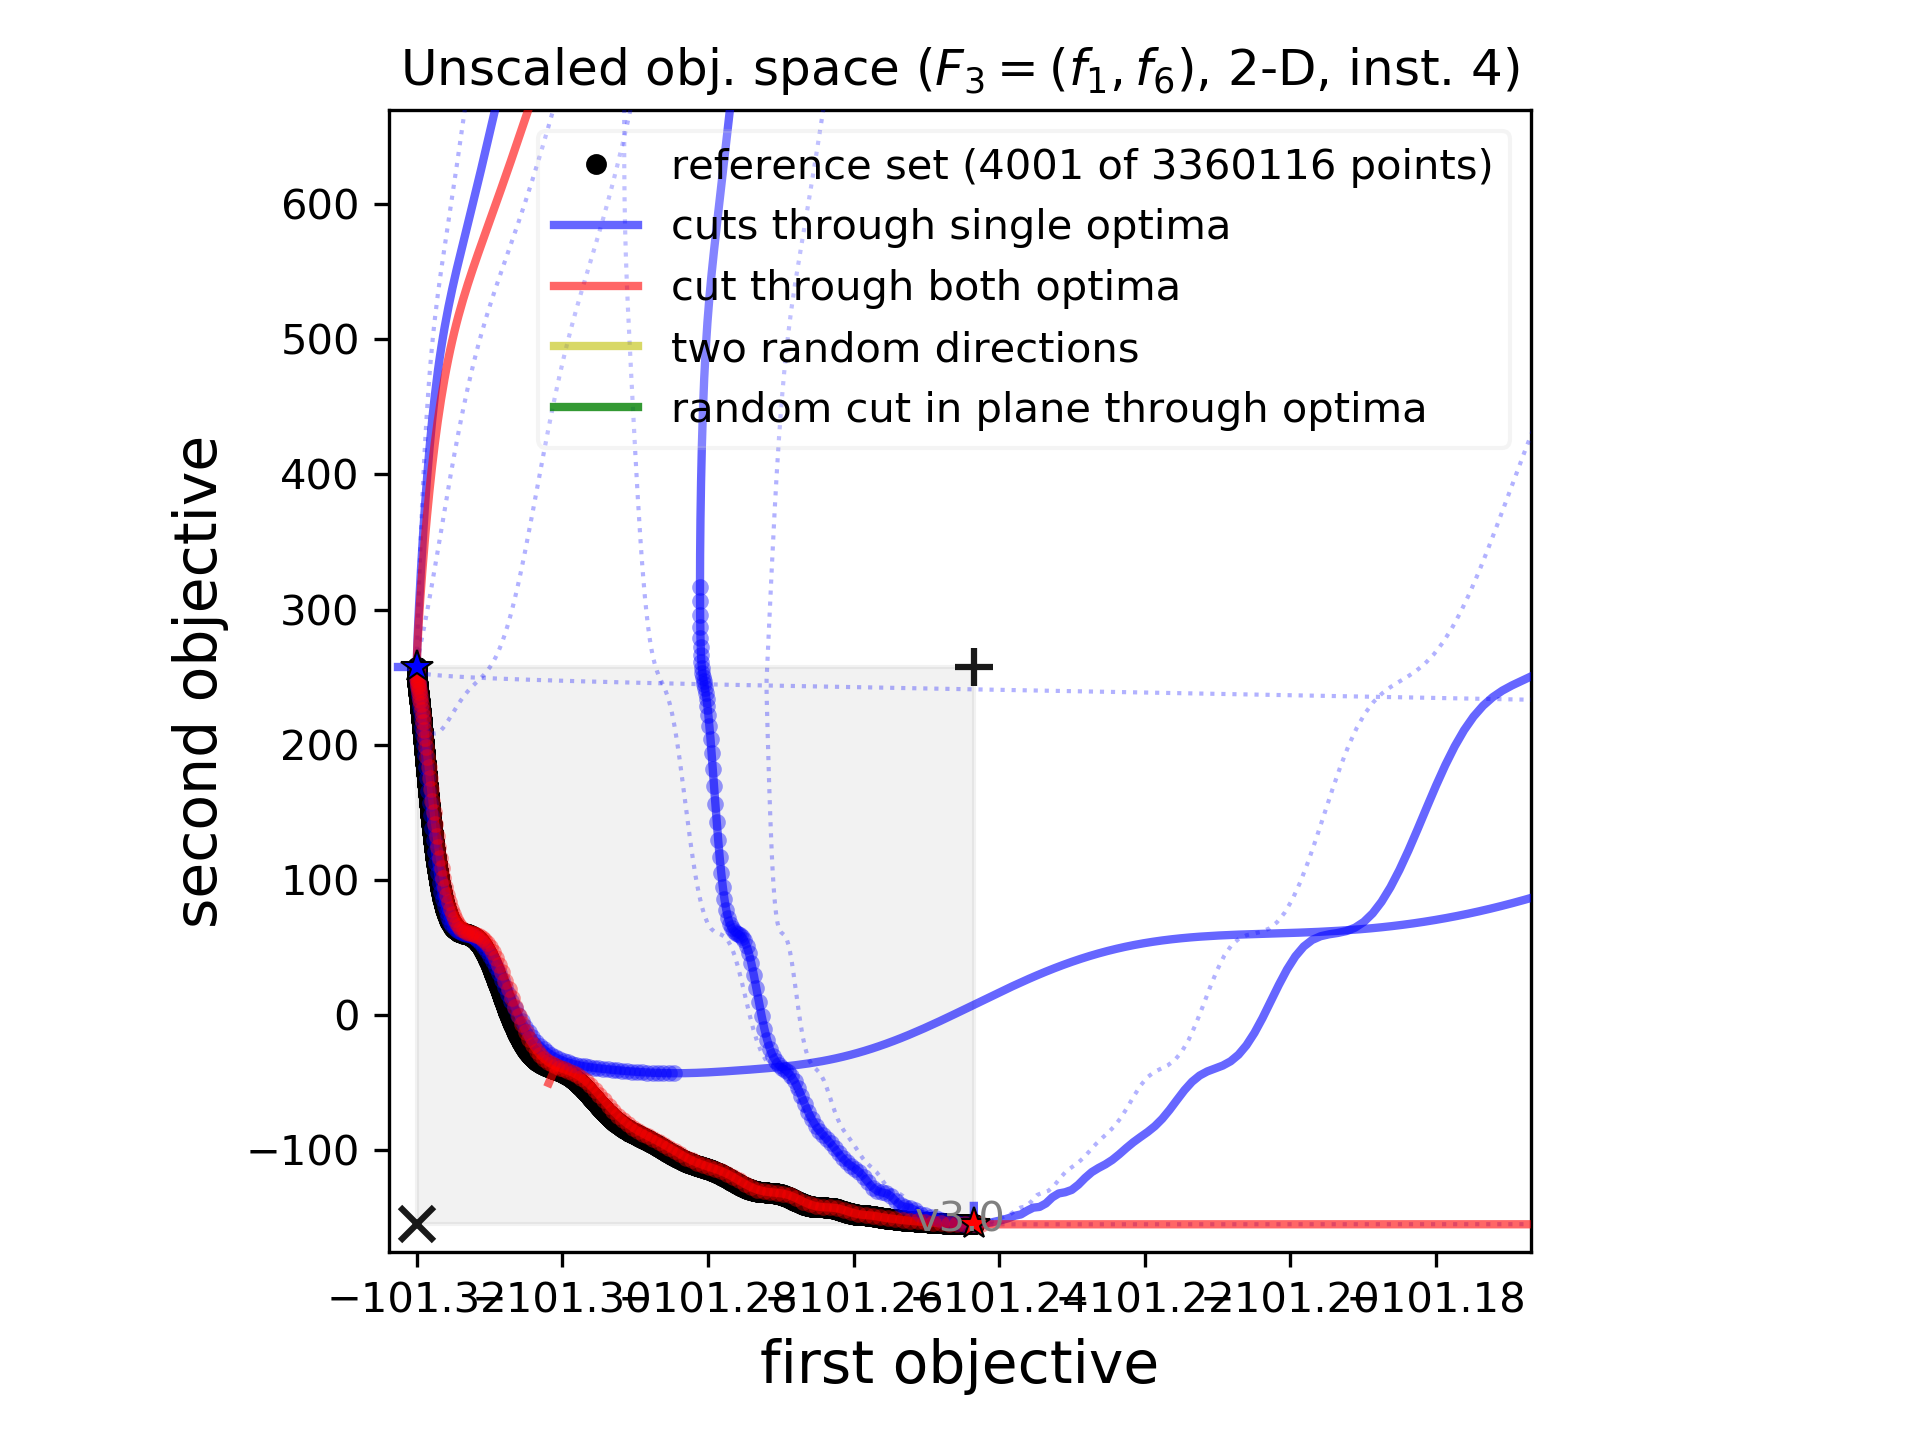 Unscaled obj. space (F₃ = (f₁, f₆), 2-D, inst. 4)
reference set (4001 of 3360116 points)
cuts through single optima
cut through both optima
two random directions
random cut in plane through optima
second objective
600
500
400
300
200
100
0
−100
v3.0
−101.32 −101.30 −101.28 −101.26 −101.24 −101.22 −101.20 −101.18
first objective